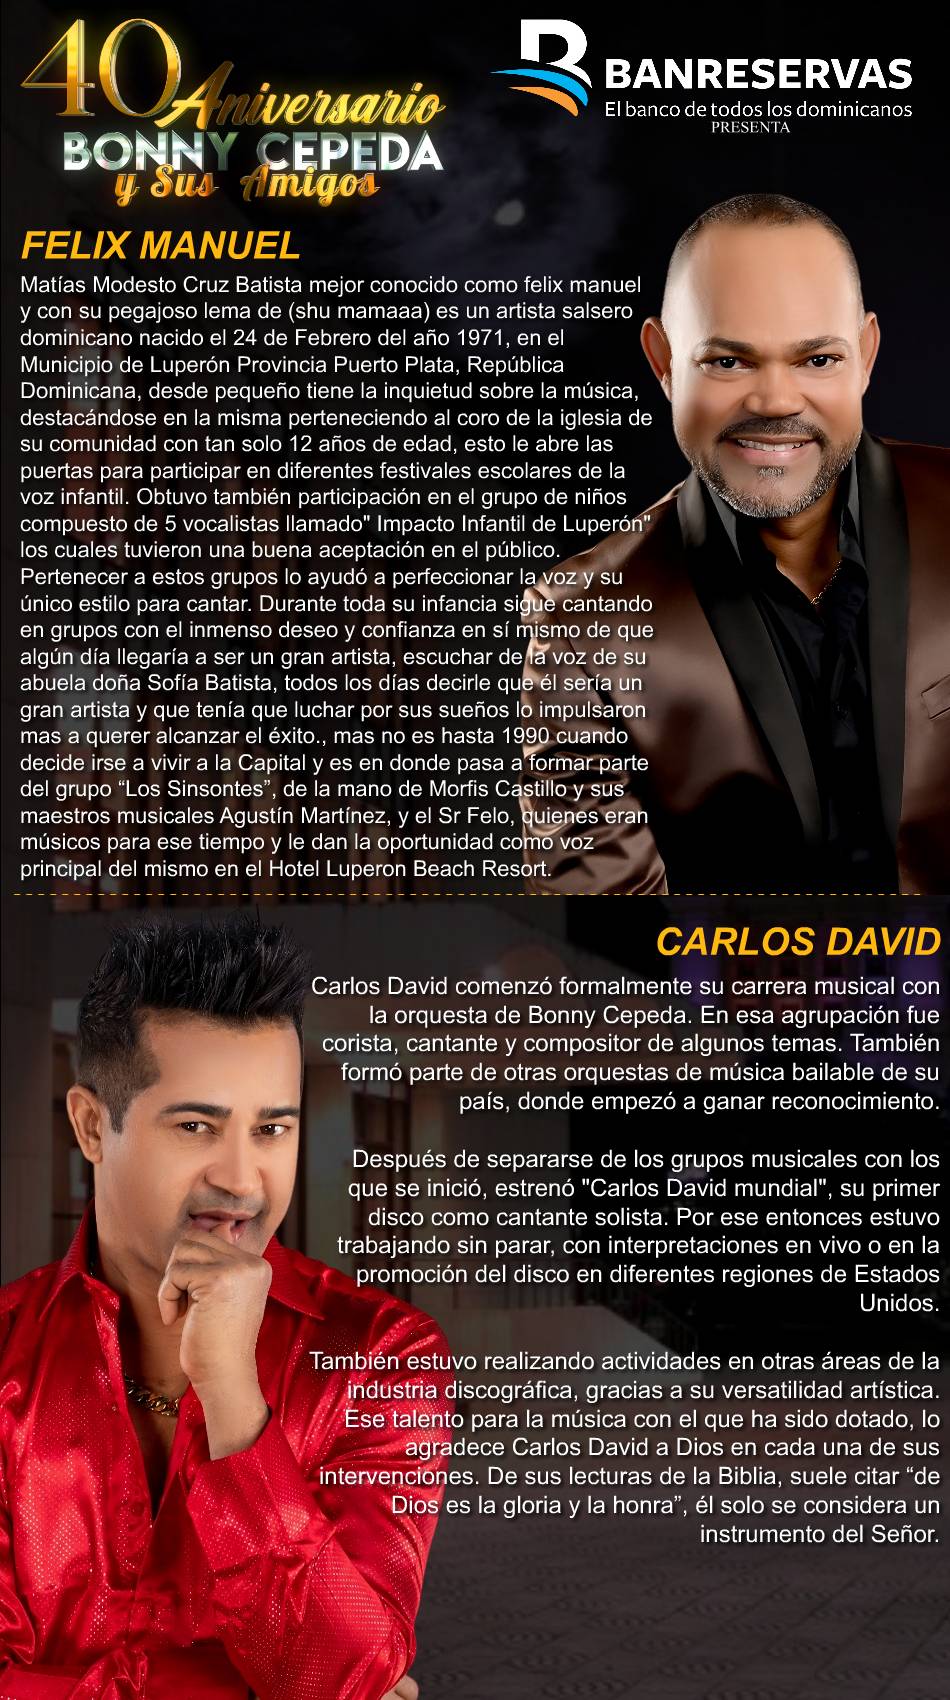 40 Aniversario
BONNY CEPEDA
y Sus Amigos
BANRESERVAS
El banco de todos los dominicanos
PRESENTA
FELIX MANUEL
Matías Modesto Cruz Batista mejor conocido como felix manuel
y con su pegajoso lema de (shu mamaaa) es un artista salsero
dominicano nacido el 24 de Febrero del año 1971, en el
Municipio de Luperón Provincia Puerto Plata, República
Dominicana, desde pequeño tiene la inquietud sobre la música,
destacándose en la misma perteneciendo al coro de la iglesia de
su comunidad con tan solo 12 años de edad, esto le abre las
puertas para participar en diferentes festivales escolares de la
voz infantil. Obtuvo también participación en el grupo de niños
compuesto de 5 vocalistas llamado" Impacto Infantil de Luperón"
los cuales tuvieron una buena aceptación en el público.
Pertenecer a estos grupos lo ayudó a perfeccionar la voz y su
único estilo para cantar. Durante toda su infancia sigue cantando
en grupos con el inmenso deseo y confianza en sí mismo de que
algún día llegaría a ser un gran artista, escuchar de la voz de su
abuela doña Sofía Batista, todos los días decirle que él sería un
gran artista y que tenía que luchar por sus sueños lo impulsaron
mas a querer alcanzar el éxito., mas no es hasta 1990 cuando
decide irse a vivir a la Capital y es en donde pasa a formar parte
del grupo “Los Sinsontes”, de la mano de Morfis Castillo y sus
maestros musicales Agustín Martínez, y el Sr Felo, quienes eran
músicos para ese tiempo y le dan la oportunidad como voz
principal del mismo en el Hotel Luperon Beach Resort.
CARLOS DAVID
Carlos David comenzó formalmente su carrera musical con
la orquesta de Bonny Cepeda. En esa agrupación fue
corista, cantante y compositor de algunos temas. También
formó parte de otras orquestas de música bailable de su
país, donde empezó a ganar reconocimiento.
Después de separarse de los grupos musicales con los
que se inició, estrenó "Carlos David mundial", su primer
disco como cantante solista. Por ese entonces estuvo
trabajando sin parar, con interpretaciones en vivo o en la
promoción del disco en diferentes regiones de Estados
Unidos.
También estuvo realizando actividades en otras áreas de la
industria discográfica, gracias a su versatilidad artística.
Ese talento para la música con el que ha sido dotado, lo
agradece Carlos David a Dios en cada una de sus
intervenciones. De sus lecturas de la Biblia, suele citar “de
Dios es la gloria y la honra”, él solo se considera un
instrumento del Señor.